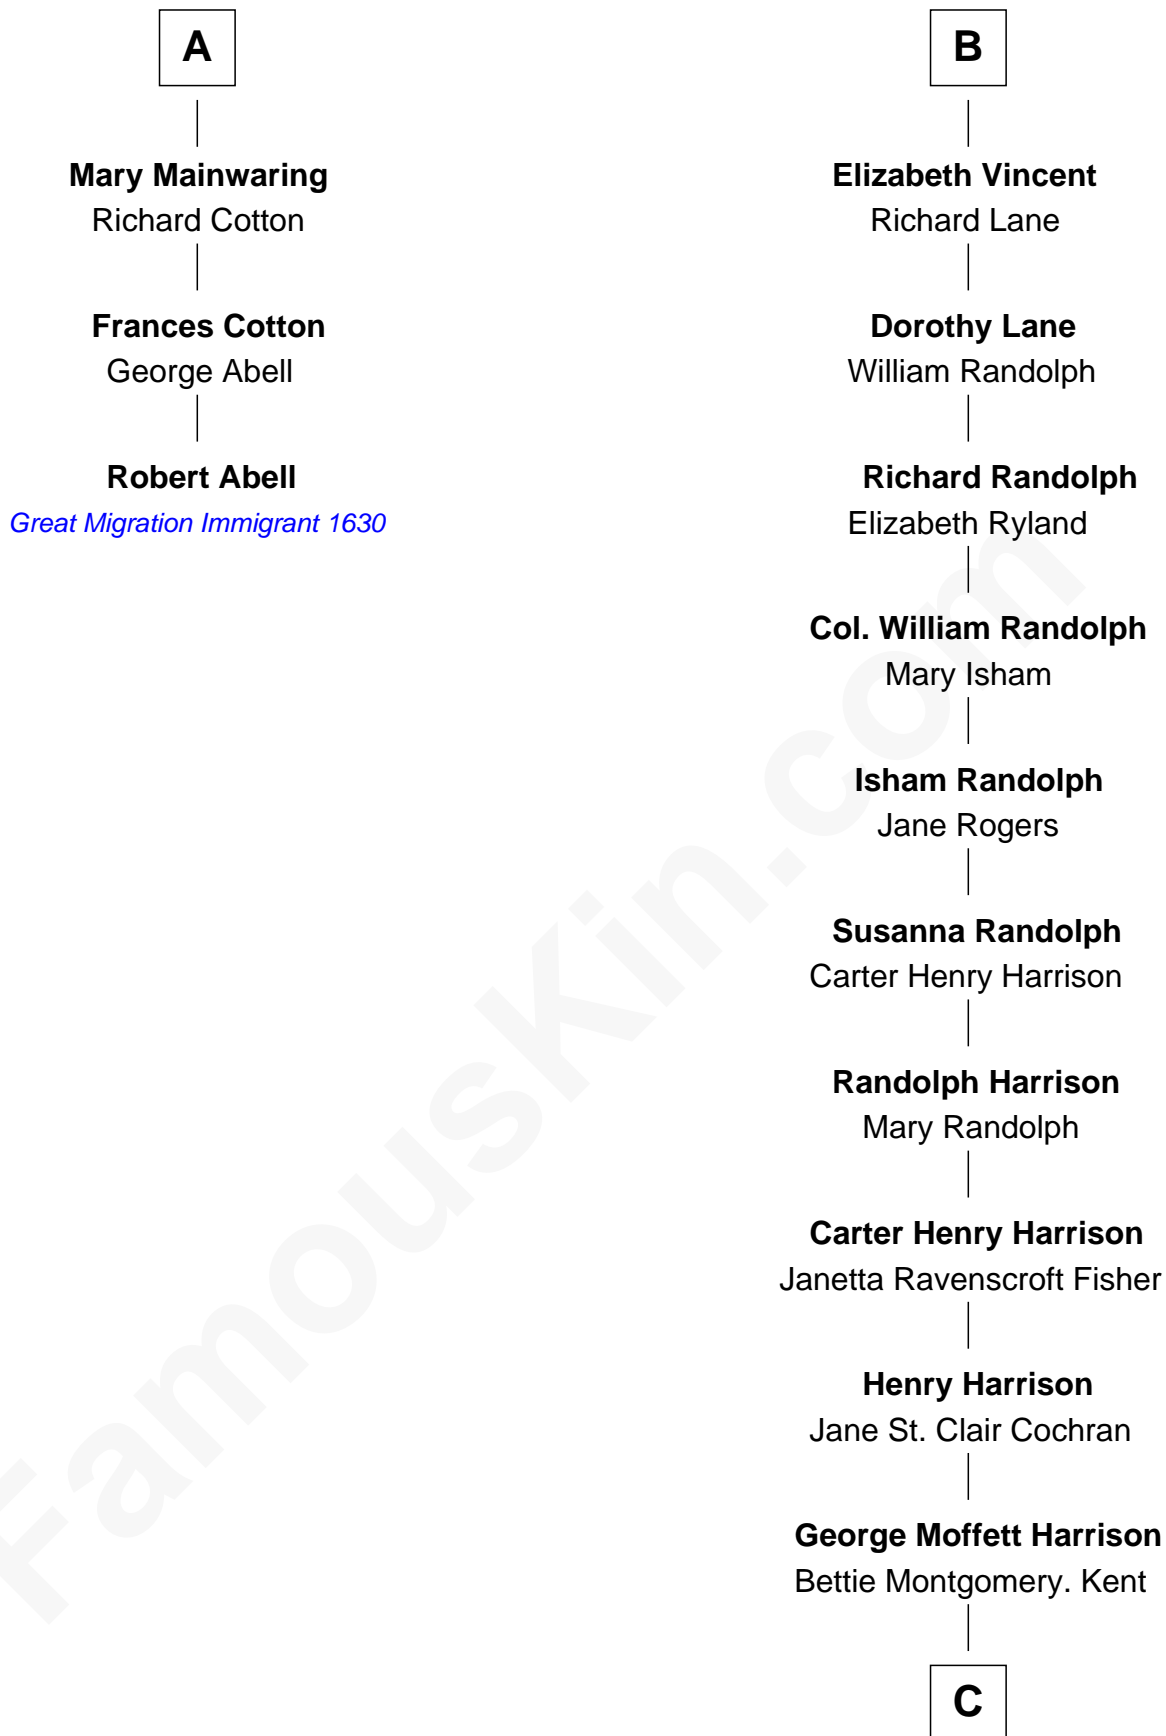 A
Mary Mainwaring
Richard Cotton
Frances Cotton
George Abell
Robert Abell
Great Migration Immigrant 1630
B
Elizabeth Vincent
Richard Lane
Dorothy Lane
William Randolph
Richard Randolph
Elizabeth Ryland
Col. William Randolph
Mary Isham
Isham Randolph
Jane Rogers
Susanna Randolph
Carter Henry Harrison
Randolph Harrison
Mary Randolph
Carter Henry Harrison
Janetta Ravenscroft Fisher
Henry Harrison
Jane St. Clair Cochran
George Moffett Harrison
Bettie Montgomery. Kent
C
FamousKin.com